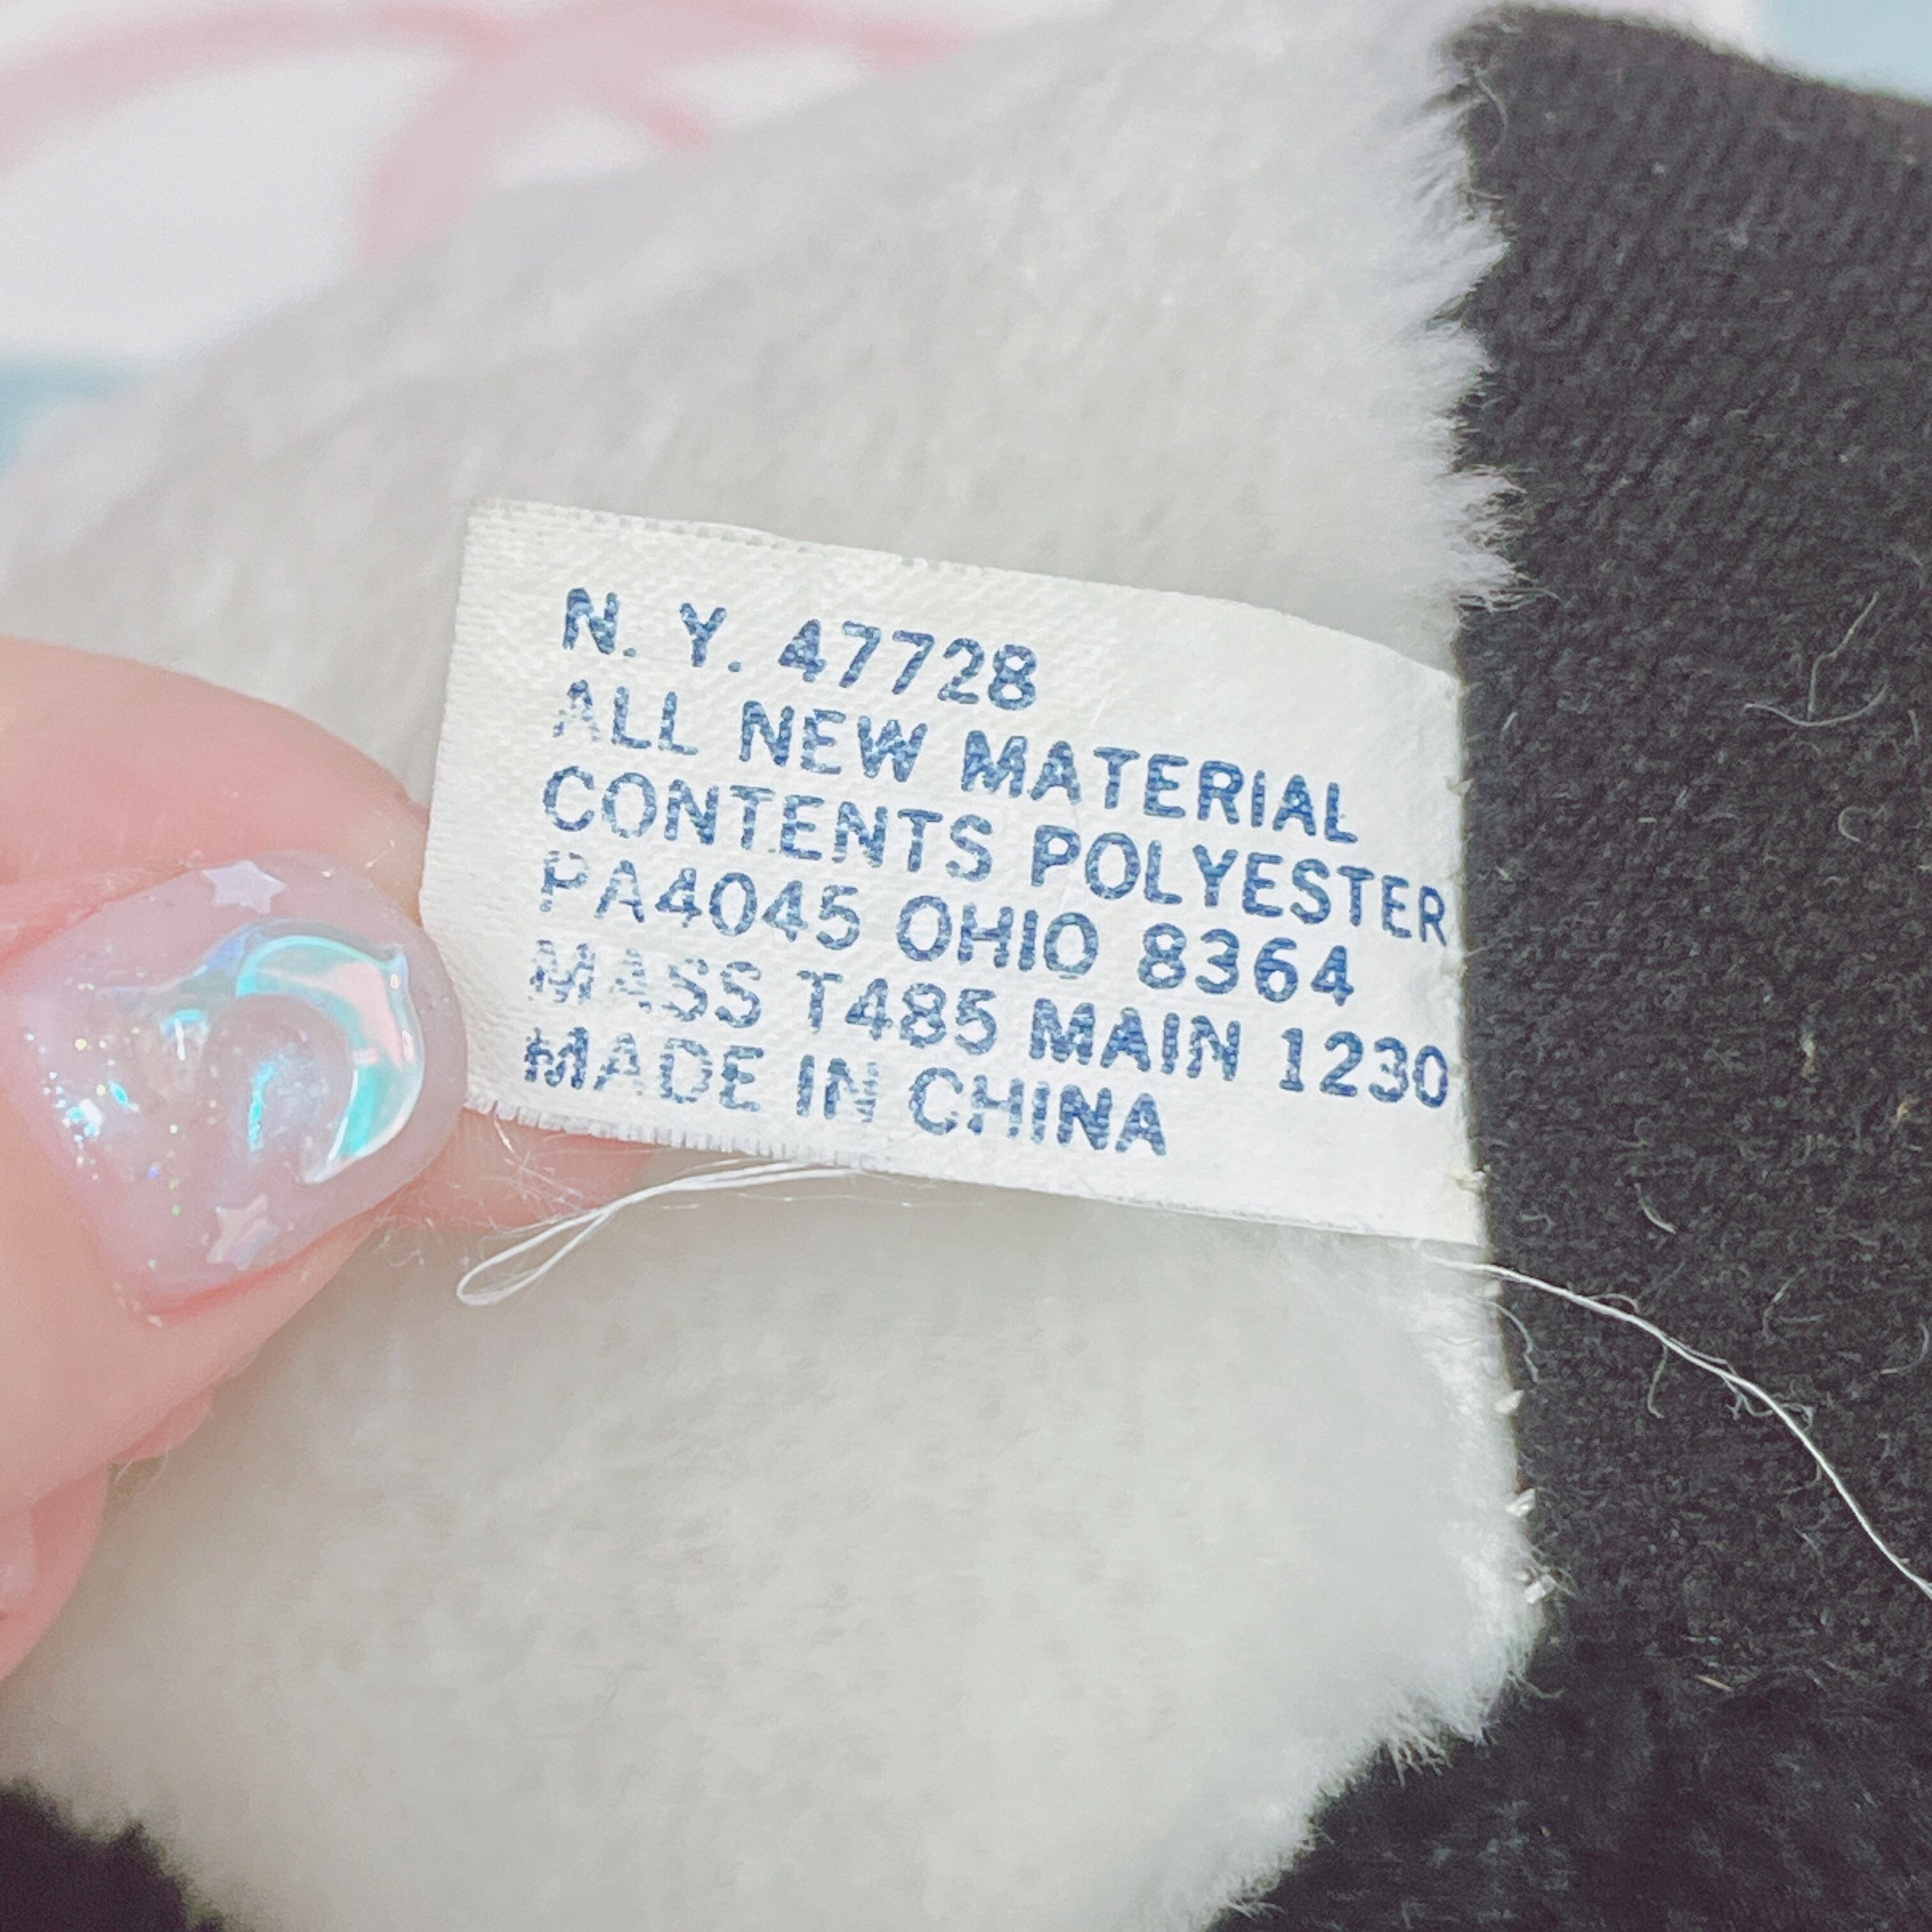 N. Y. 47728
ALL NEW MATERIAL
CONTENTS POLYESTER
PA4045 OHIO 8364
MASS T485 MAIN 1230
MADE IN CHINA